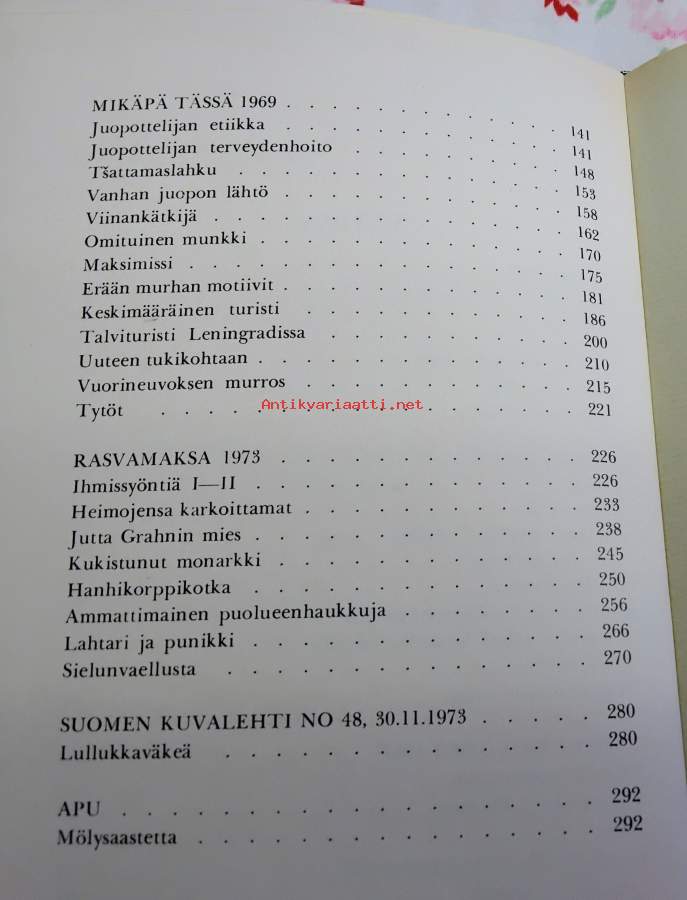 MIKÄPÄ TÄSSÄ 1969 . . . . . . . . . . . 141
Juopottelijan etiikka . . . . . . . . . . . 141
Juopottelijan terveydenhoito . . . . . . . . . 148
Tšattamaslahku . . . . . . . . . . . . . 153
Vanhan juopon lähtö . . . . . . . . . . . 158
Viinankätkijä . . . . . . . . . . . . . . 162
Omituinen munkki . . . . . . . . . . . . 170
Maksimissi . . . . . . . . . . . . . . . 175
Erään murhan motiivit . . . . . . . . . . . 181
Keskimääräinen turisti . . . . . . . . . . . 186
Talvituristi Leningradissa . . . . . . . . . . 200
Uuteen tukikohtaan . . . . . . . . . . . . 210
Vuorineuvoksen murros . . . . . . . . . . . 215
Tytöt . . . . . . . . . . . . . . . . 221
Antikyariaatti.net
RASVAMAKSA 1973 . . . . . . . . . . . . 226
Ihmissyöntiä I—II . . . . . . . . . . . . . 226
Heimojensa karkoittamat . . . . . . . . . . . 233
Jutta Grahnin mies . . . . . . . . . . . . . 238
Kukistunut monarkki . . . . . . . . . . . . 245
Hanhikorppikotka . . . . . . . . . . . . . 250
Ammattimainen puolueenhaukkuja . . . . . . . . 256
Lahtari ja punikki . . . . . . . . . . . . . 266
Sielunvaellusta . . . . . . . . . . . . . . 270
SUOMEN KUVALEHTI NO 48, 30.11.1973 . . . . . 280
Lullukkaväkeä . . . . . . . . . . . . . . 280
APU . . . . . . . . . . . . . . . . . 292
Mölysaastetta . . . . . . . . . . . . . . . 292